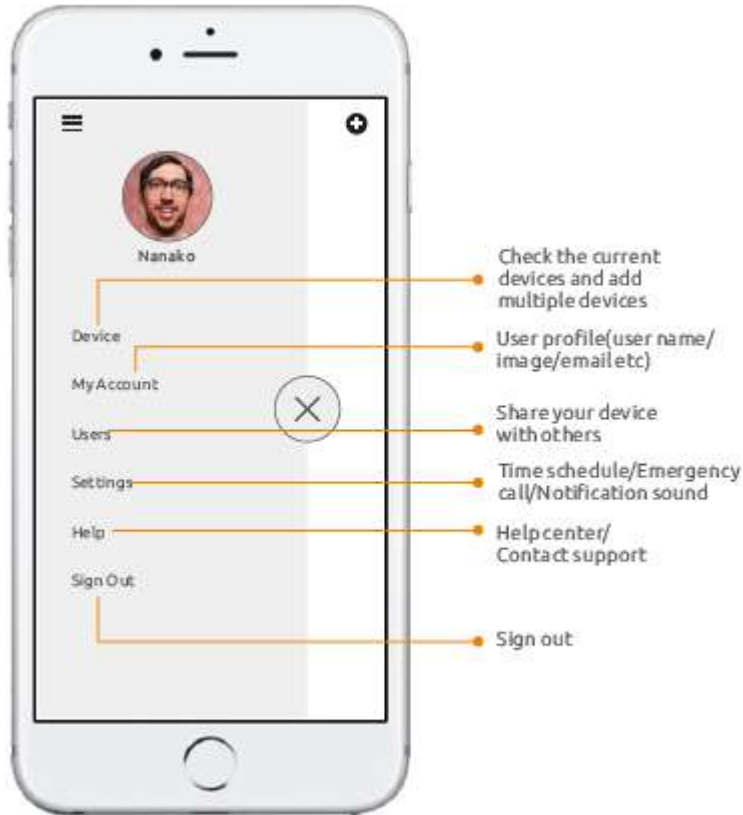 Nanako
Check the current
devices and add
multiple devices
Device
User profile(user name/
image/email etc)
My Account
Share your device
with others
Users
Time schedule/Emergency
call/Notification sound
Settings
Help
Help center/
Contact support
Sign Out
Sign out